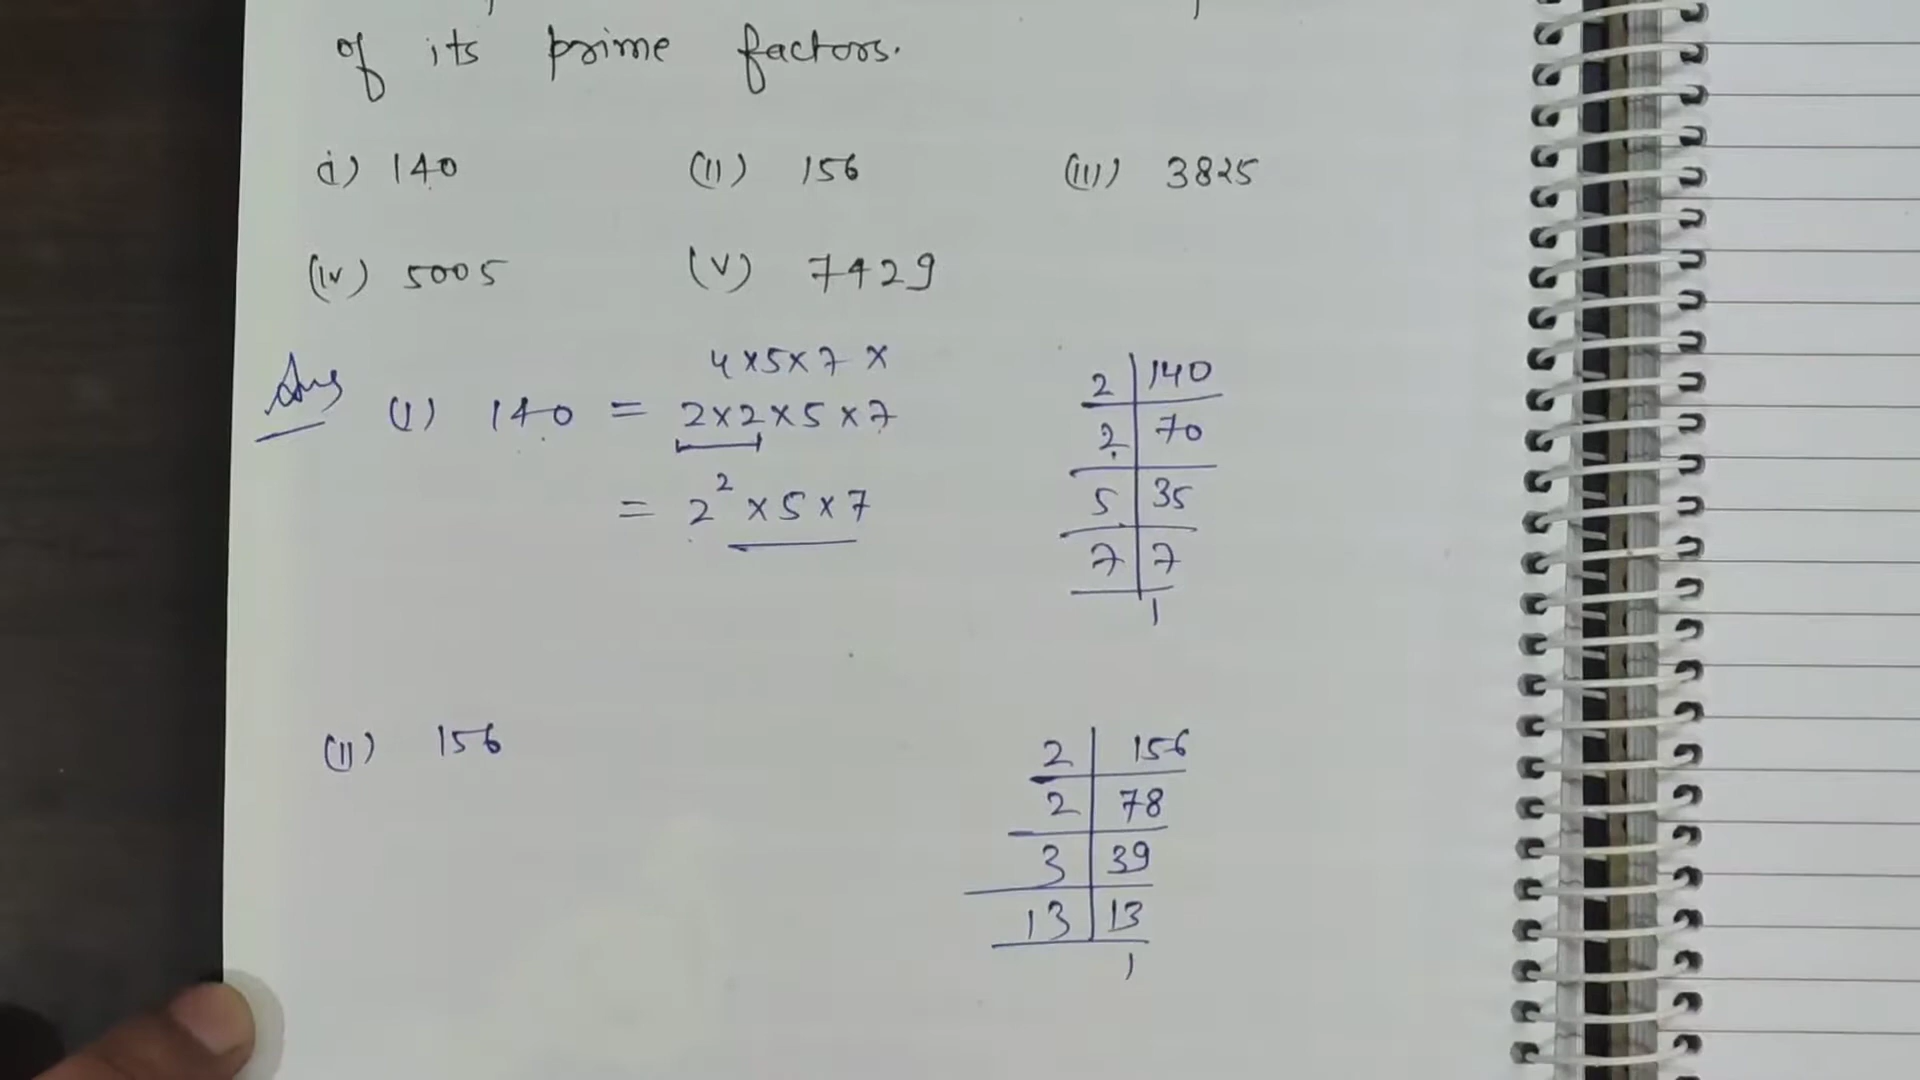 of its prime factors.
i) 140 (ii) 156 (iii) 3825
(iv) 5005 (v) 7429
4 x 5 x 7 x
Ans (i) 140 = 2 x 2 x 5 x 7
= 2² x 5 x 7
2 | 140
2 | 70
5 | 35
7 | 7
1
(ii) 156
2 | 156
2 | 78
3 | 39
13 | 13
1